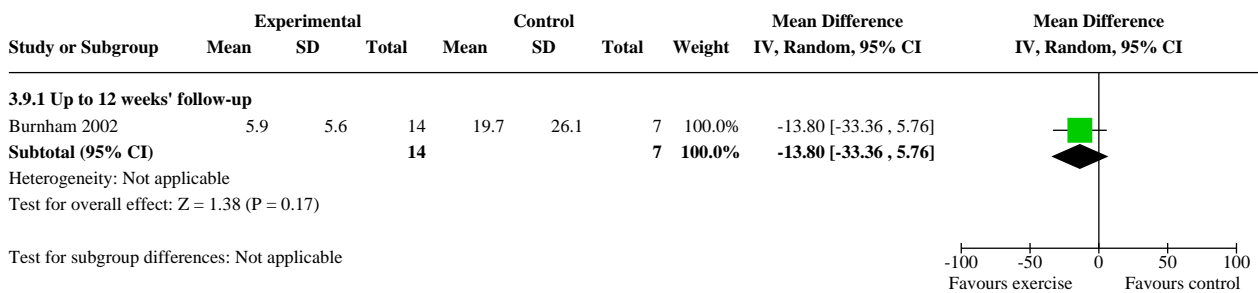 Experimental Control Mean Difference Mean Difference
Study or Subgroup Mean SD Total Mean SD Total Weight IV, Random, 95% CI IV, Random, 95% CI
3.9.1 Up to 12 weeks' follow-up
Burnham 2002 5.9 5.6 14 19.7 26.1 7 100.0% -13.80 [-33.36 , 5.76]
Subtotal (95% CI) 14 7 100.0% -13.80 [-33.36 , 5.76]
Heterogeneity: Not applicable
Test for overall effect: Z = 1.38 (P = 0.17)
Test for subgroup differences: Not applicable
-100 -50 0 50 100
Favours exercise Favours control